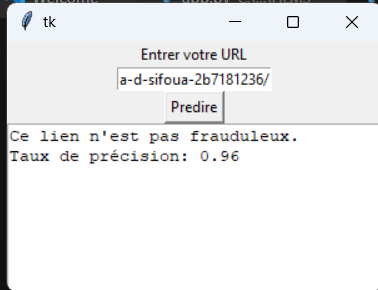 tk
Entrer votre URL
a-d-sifoua-2b7181236/
Predire
Ce lien n'est pas frauduleux.
Taux de précision: 0.96